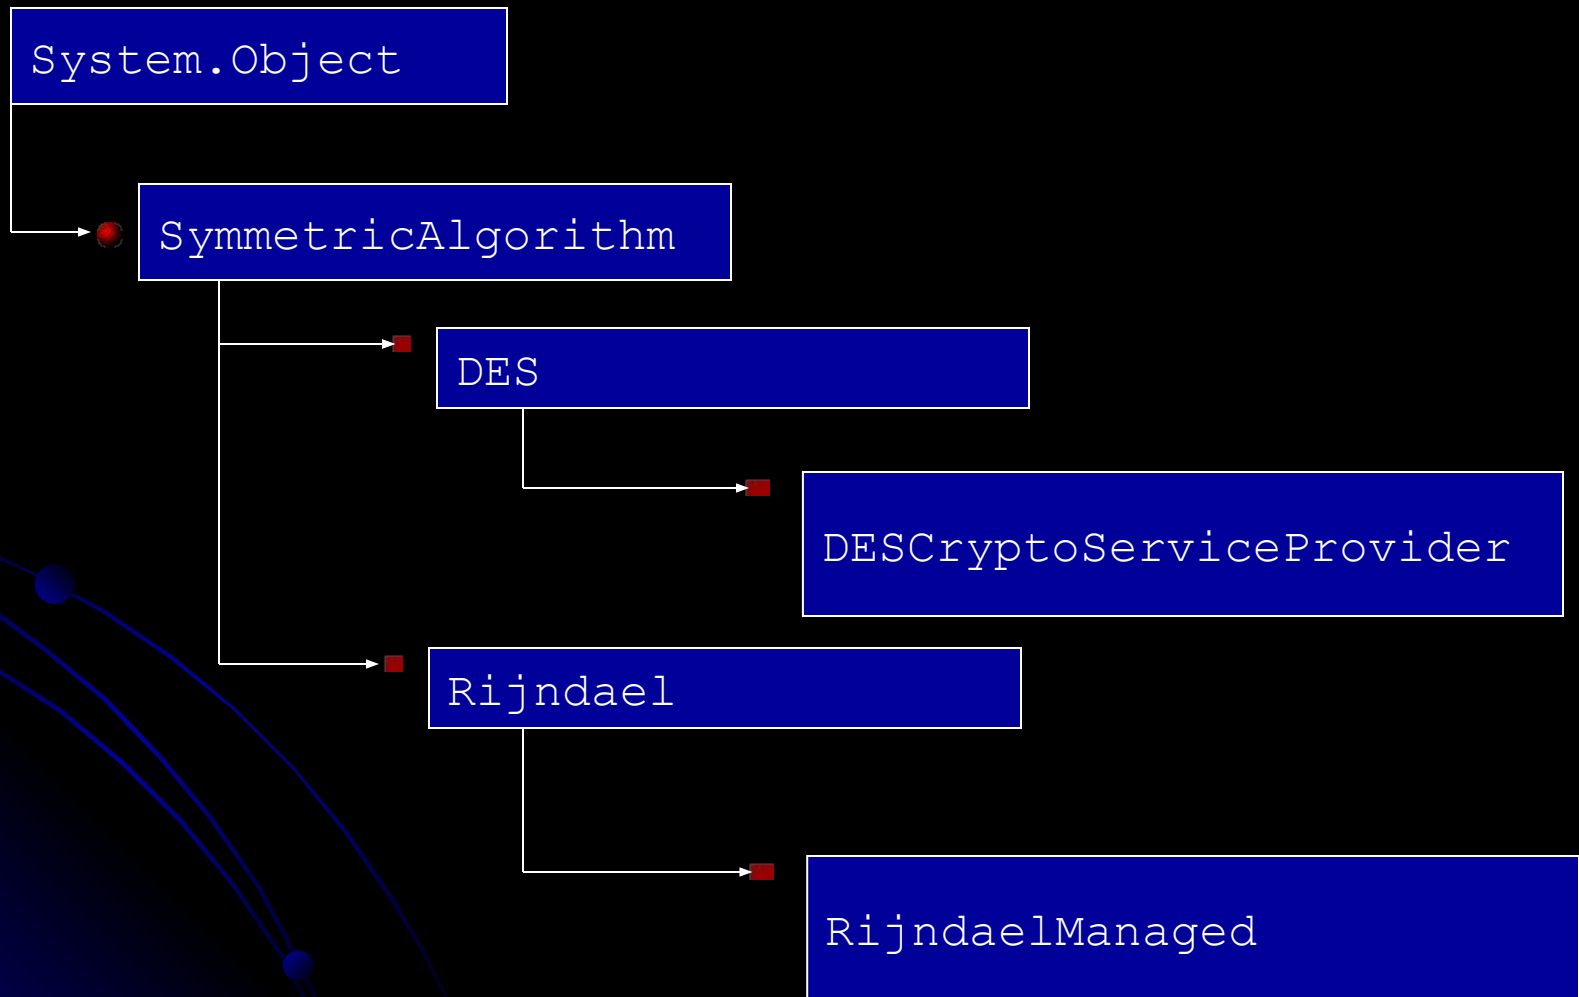 System.Object
SymmetricAlgorithm
DES
DESCryptoServiceProvider
Rijndael
RijndaelManaged